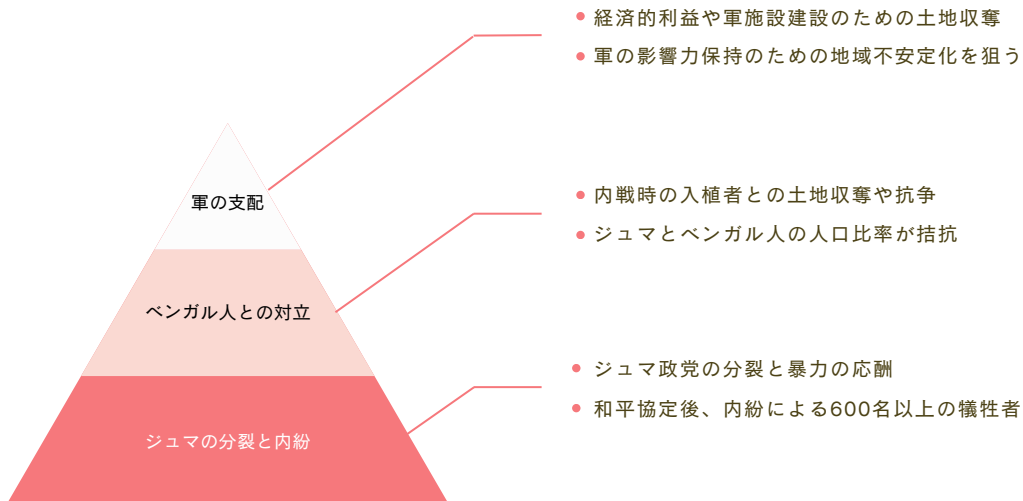 経済的利益や軍施設建設のための土地収奪
軍の影響力保持のための地域不安定化を狙う
軍の支配
内戦時の入植者との土地収奪や抗争
ジュマとベンガル人の人口比率が拮抗
ベンガル人との対立
ジュマ政党の分裂と暴力の応酬
和平協定後、内紛による600名以上の犠牲者
ジュマの分裂と内紛